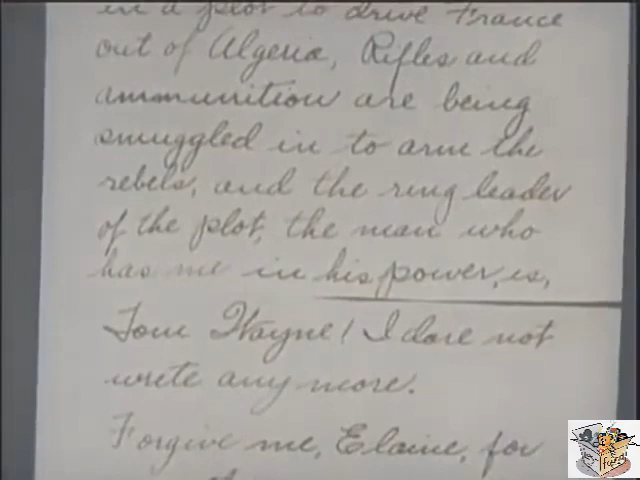 in a plot to drive France
out of Algeria, Rifles and
ammunition are being
smuggled in to arm the
rebels, and the ring leader
of the plot, the man who
has me in his power, is,
Tom Wayne! I dare not
write any more.
Forgive me, Elaine, for